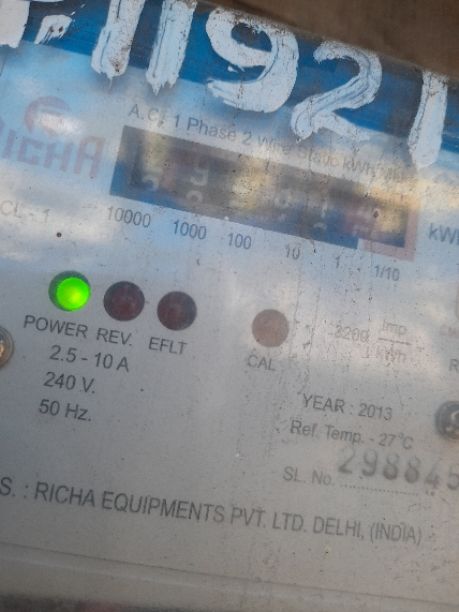 RICHA
A.C. 1 Phase 2 Wire Static kWh
kWh
CL - 1
10000 1000 100 10 1 1/10
POWER REV. EFLT
CAL
3200 Imp/kWh
2.5 - 10 A
240 V.
50 Hz.
YEAR : 2013
Ref. Temp. - 27°C
SL. No. 298845
S. : RICHA EQUIPMENTS PVT. LTD. DELHI, (INDIA)